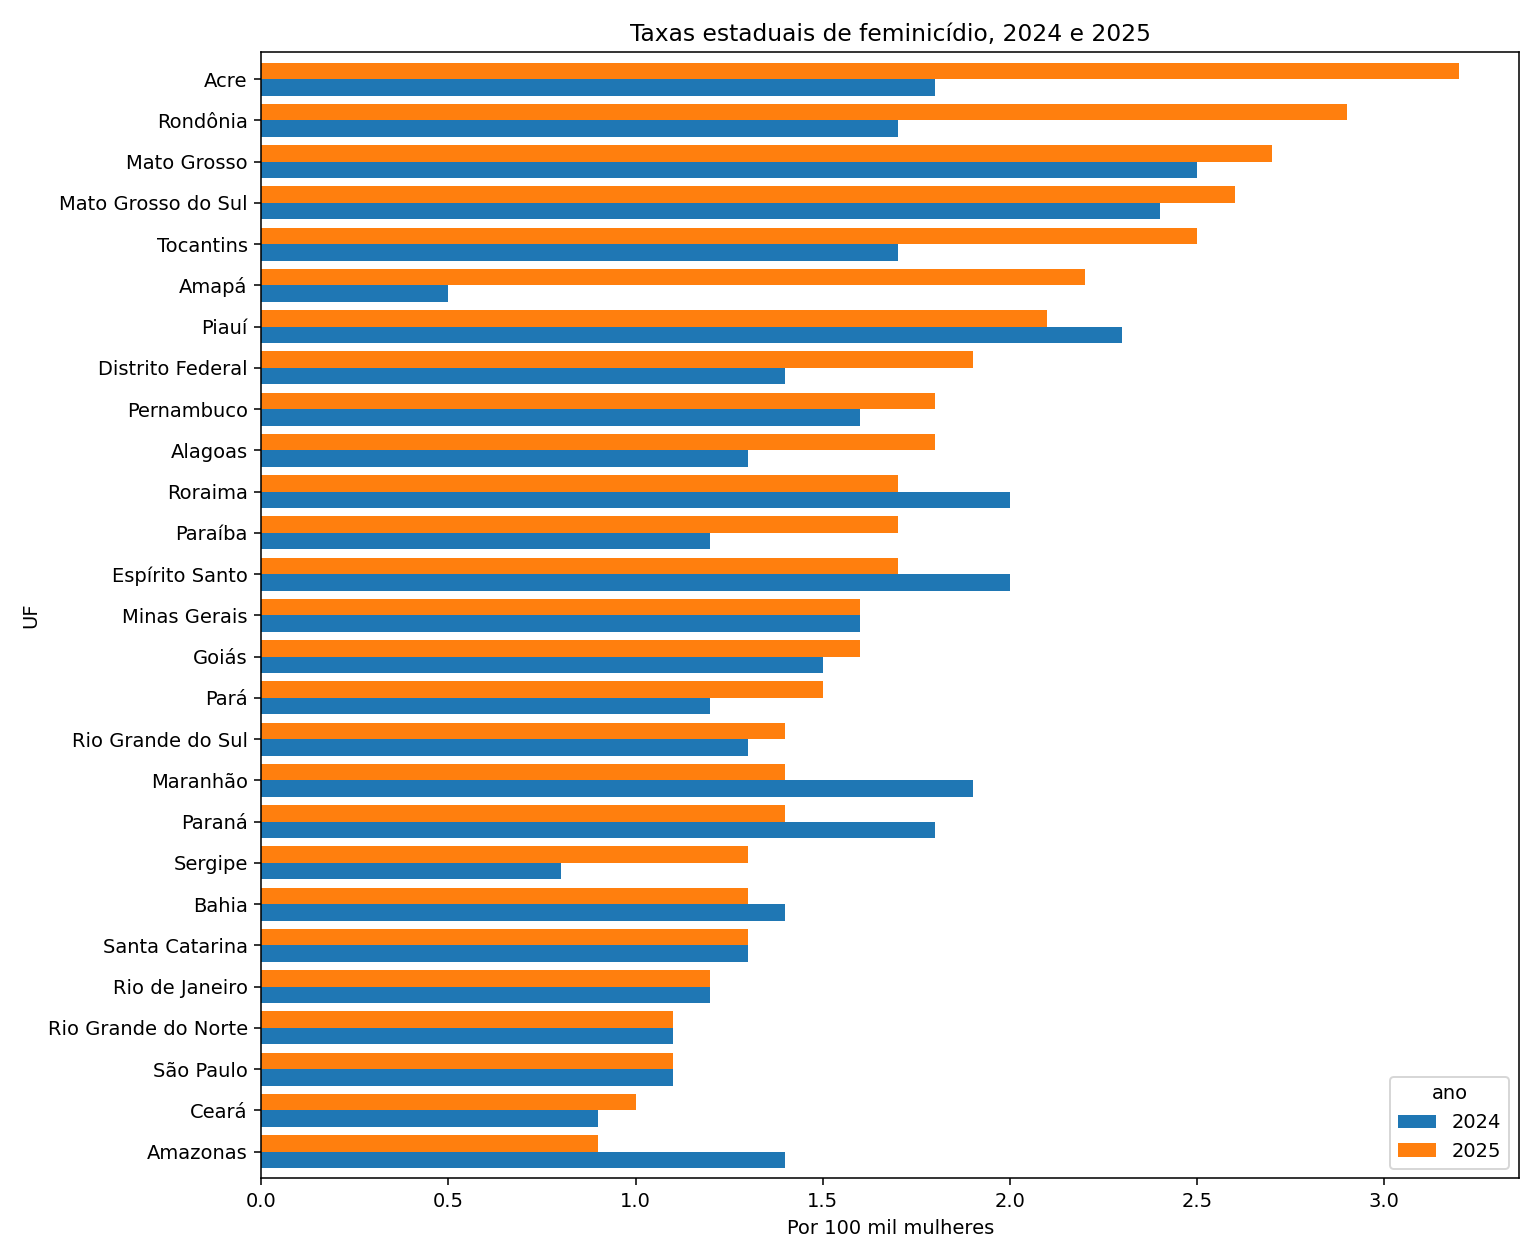 Taxas estaduais de feminicídio, 2024 e 2025
Acre
Rondônia
Mato Grosso
Mato Grosso do Sul
Tocantins
Amapá
Piauí
Distrito Federal
Pernambuco
Alagoas
Roraima
Paraíba
Espírito Santo
Minas Gerais
Goiás
Pará
Rio Grande do Sul
Maranhão
Paraná
Sergipe
Bahia
Santa Catarina
Rio de Janeiro
Rio Grande do Norte
São Paulo
Ceará
Amazonas
UF
ano
2024
2025
0.0 0.5 1.0 1.5 2.0 2.5 3.0
Por 100 mil mulheres